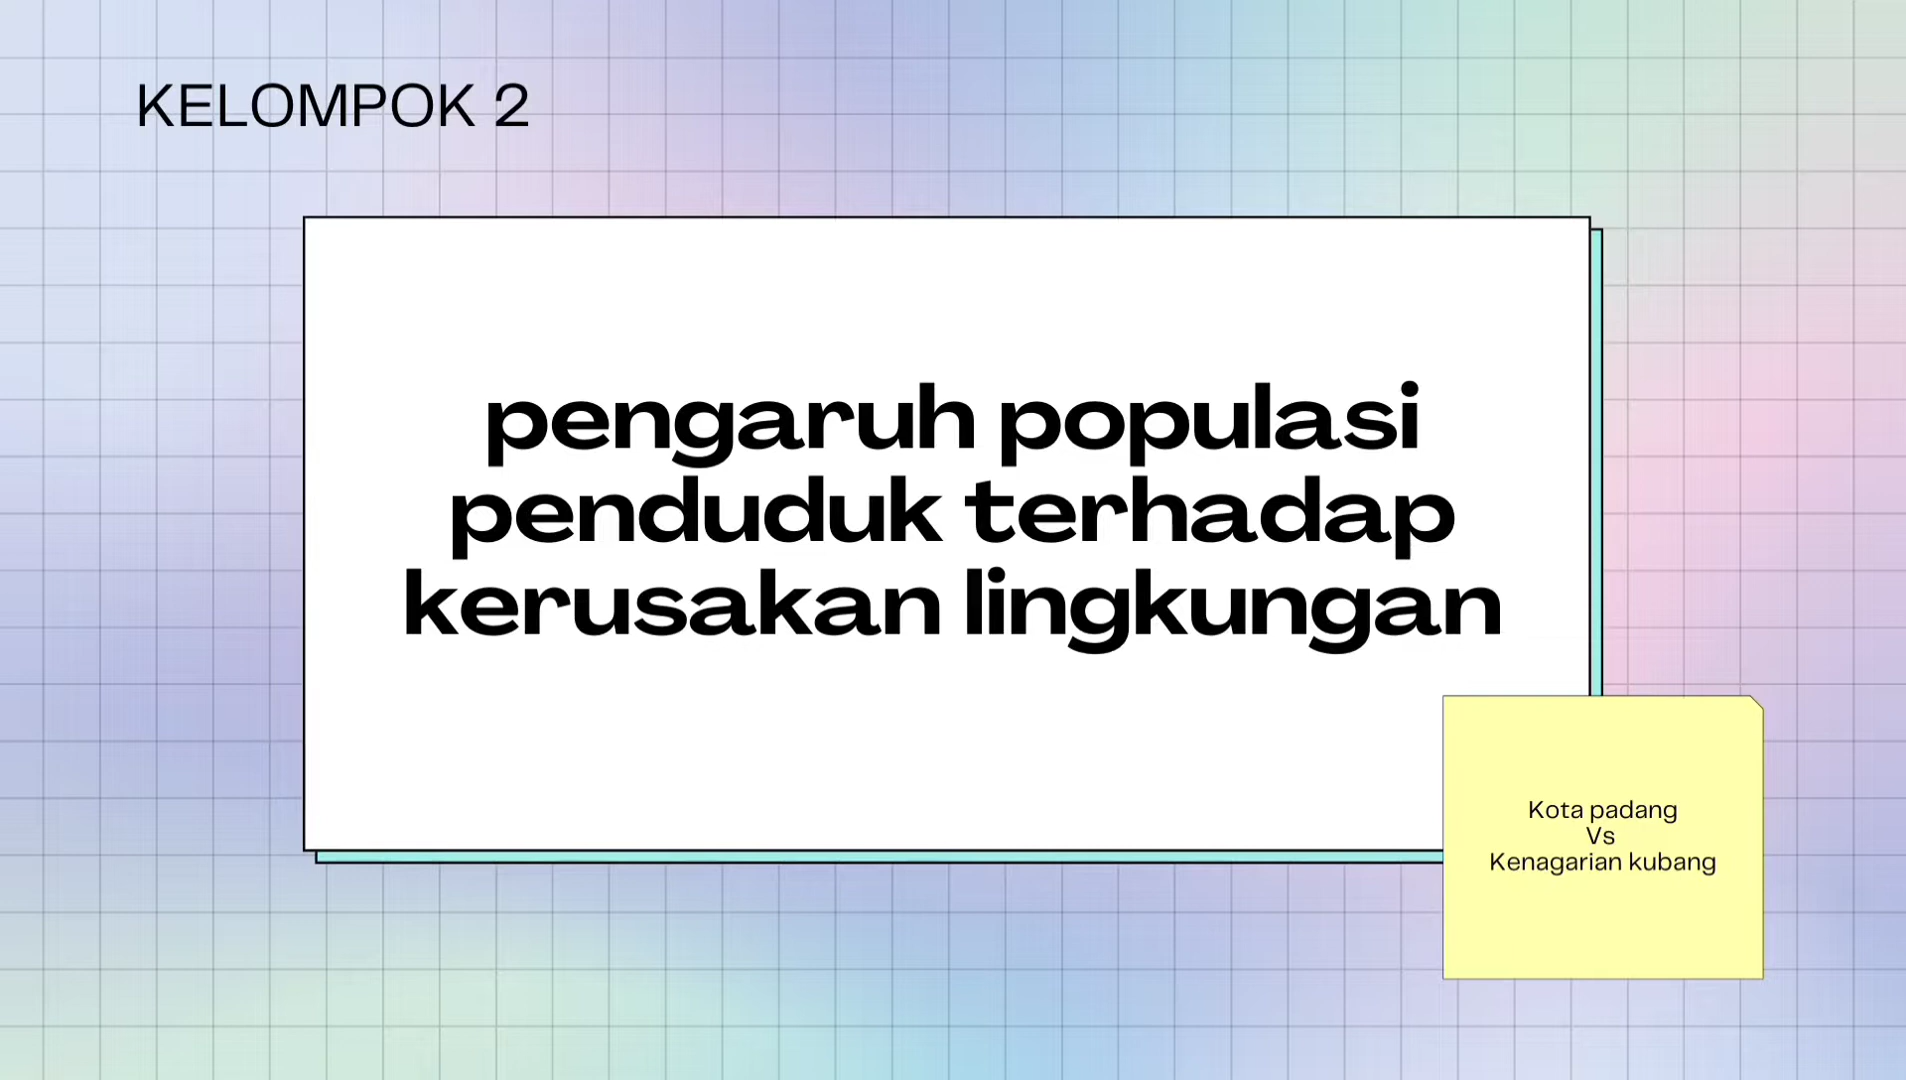 KELOMPOK 2
pengaruh populasi
penduduk terhadap
kerusakan lingkungan
Kota padang
Vs
Kenagarian kubang